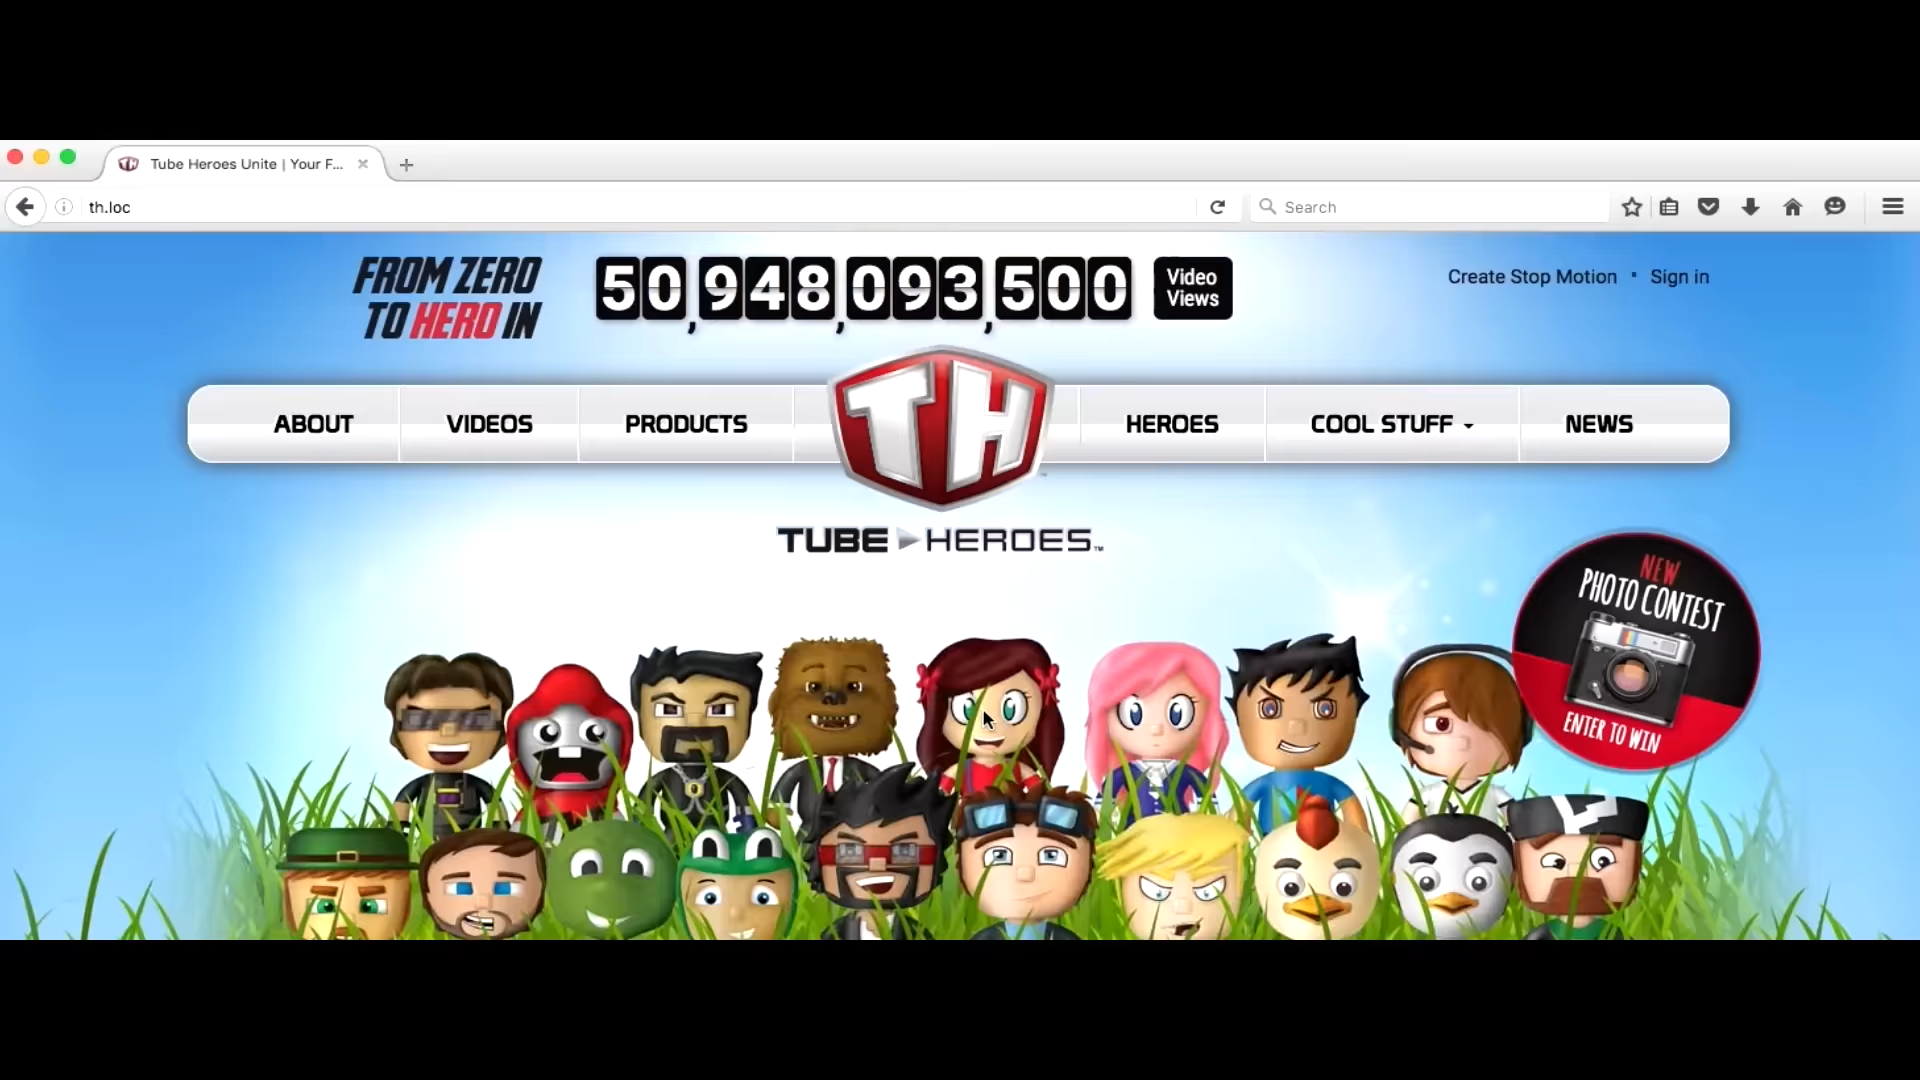 Tube Heroes Unite | Your F...
th.loc
Search
FROM ZERO
TO HERO IN
50,948,093,500
Video
Views
Create Stop Motion • Sign in
ABOUT
VIDEOS
PRODUCTS
TH
HEROES
COOL STUFF
NEWS
TUBE HEROES™
NEW
PHOTO CONTEST
ENTER TO WIN